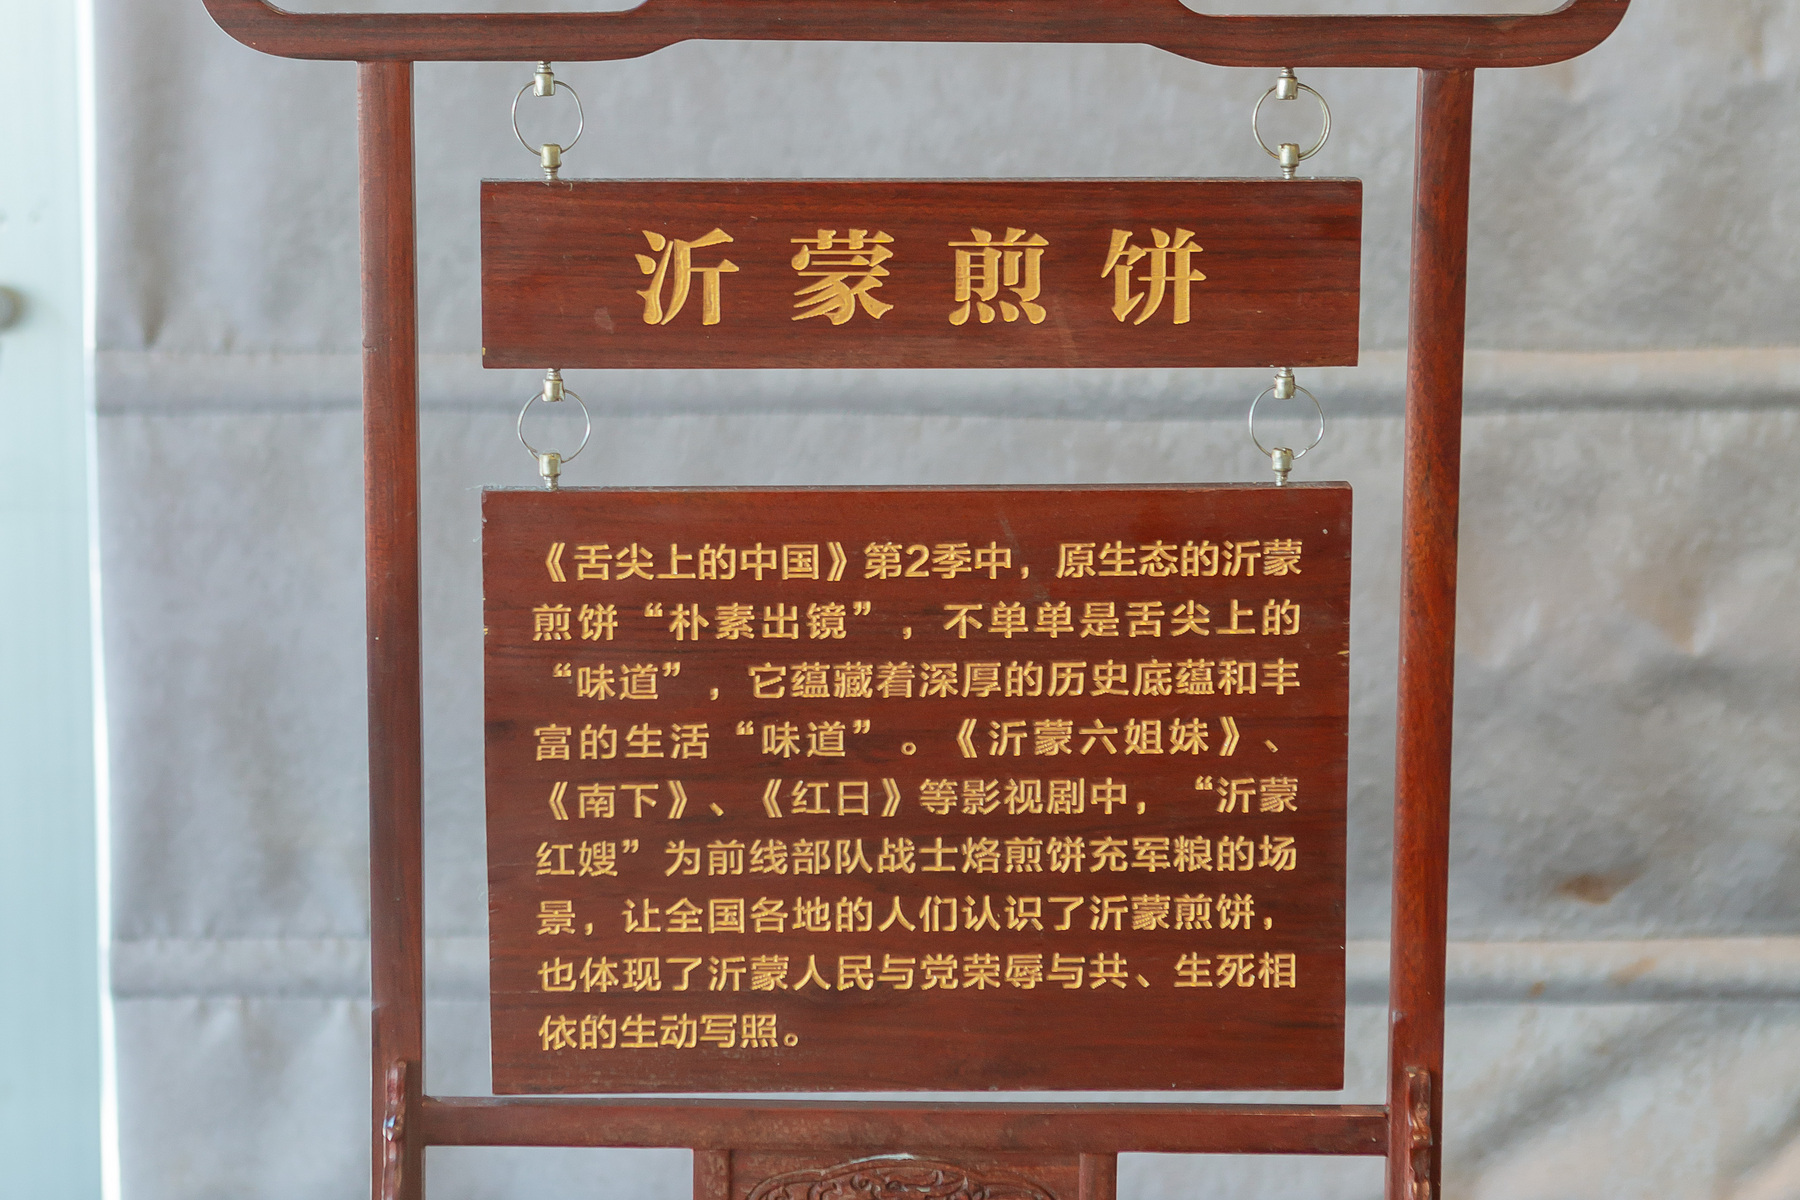 沂蒙煎饼
《舌尖上的中国》第2季中，原生态的沂蒙
煎饼“朴素出镜”，不单单是舌尖上的
“味道”，它蕴藏着深厚的历史底蕴和丰
富的生活“味道”。《沂蒙六姐妹》、
《南下》、《红日》等影视剧中，“沂蒙
红嫂”为前线部队战士烙煎饼充军粮的场
景，让全国各地的人们认识了沂蒙煎饼，
也体现了沂蒙人民与党荣辱与共、生死相
依的生动写照。